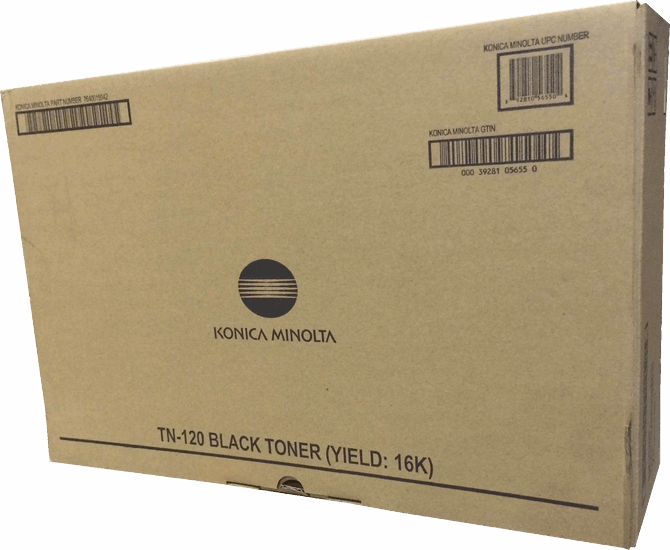 KONICA MINOLTA UPC NUMBER
KONICA MINOLTA PART NUMBER
KONICA MINOLTA GTIN
000 39281 05655 0
KONICA MINOLTA
TN-120 BLACK TONER (YIELD: 16K)